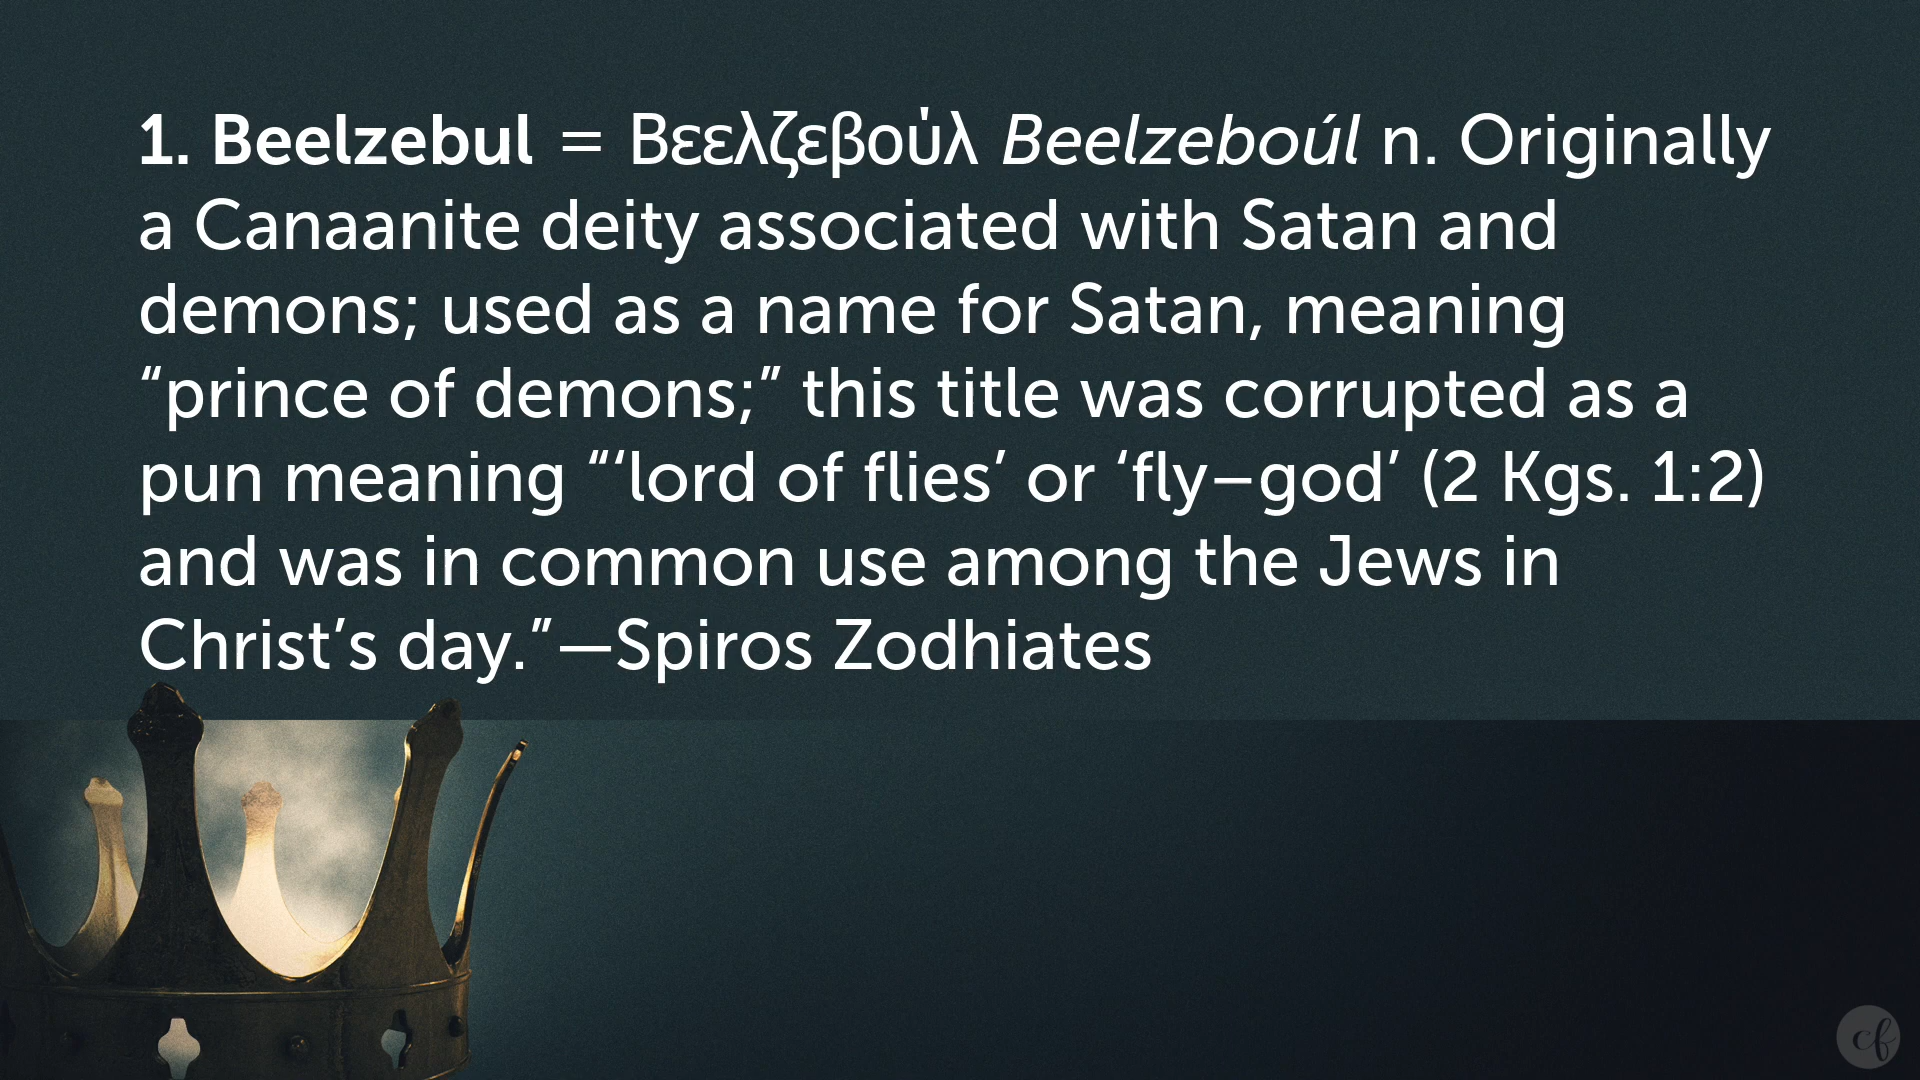 1. Beelzebul = Βεελζεβούλ Beelzeboúl n. Originally
a Canaanite deity associated with Satan and
demons; used as a name for Satan, meaning
“prince of demons;” this title was corrupted as a
pun meaning “‘lord of flies’ or ‘fly–god’ (2 Kgs. 1:2)
and was in common use among the Jews in
Christ’s day.”—Spiros Zodhiates
cf